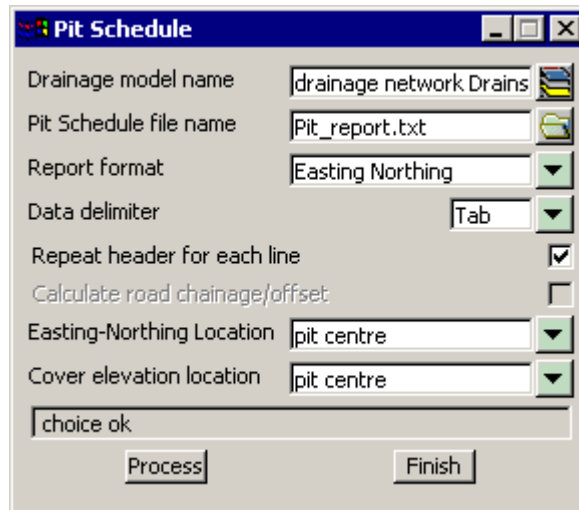 Pit Schedule
Drainage model name drainage network Drains
Pit Schedule file name Pit_report.txt
Report format Easting Northing
Data delimiter Tab
Repeat header for each line
Calculate road chainage/offset
Easting-Northing Location pit centre
Cover elevation location pit centre
choice ok
Process Finish